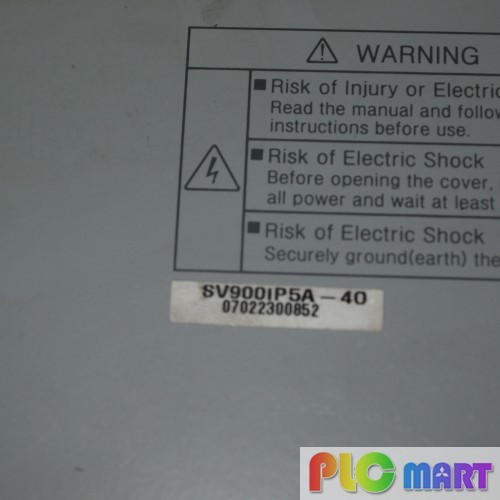 WARNING
■ Risk of Injury or Electric
Read the manual and follow
instructions before use.
■ Risk of Electric Shock
Before opening the cover,
all power and wait at least
■ Risk of Electric Shock
Securely ground(earth) the
SV900IP5A-40
07022300852
PLC MART